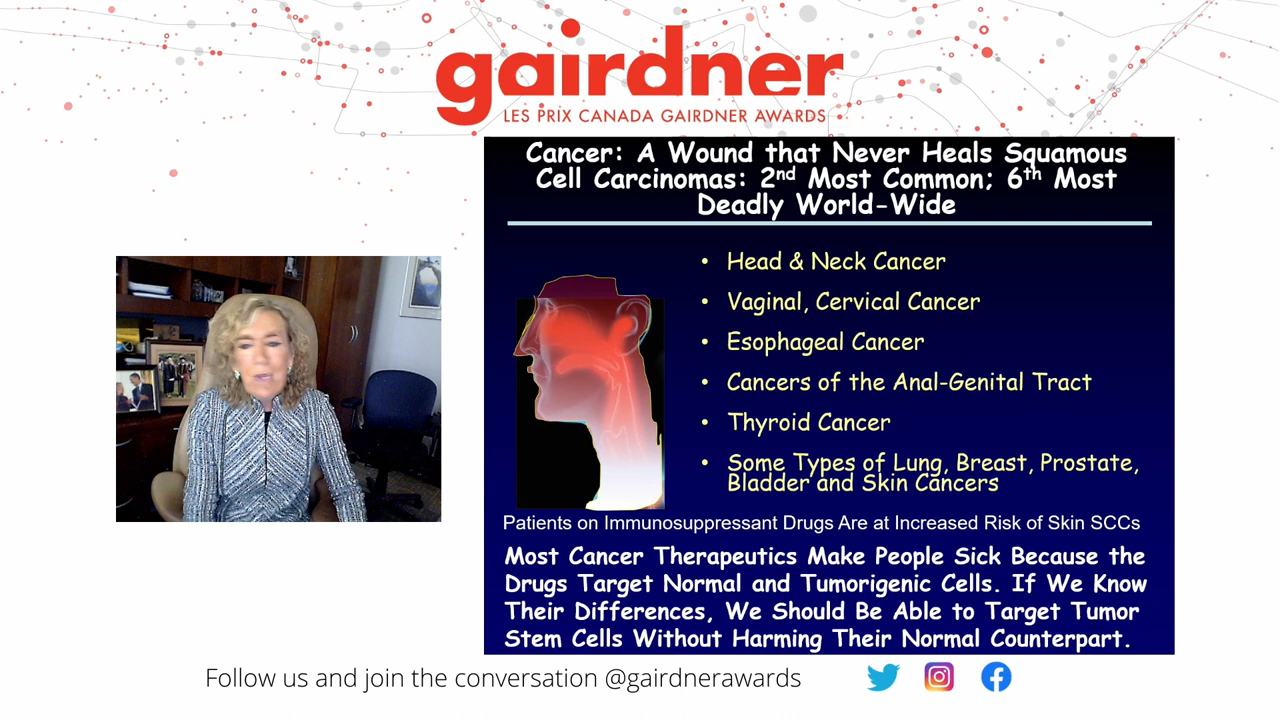 gairdner
LES PRIX CANADA GAIRDNER AWARDS
Cancer: A Wound that Never Heals Squamous
Cell Carcinomas: 2nd Most Common; 6th Most
Deadly World-Wide
• Head & Neck Cancer
• Vaginal, Cervical Cancer
• Esophageal Cancer
• Cancers of the Anal-Genital Tract
• Thyroid Cancer
• Some Types of Lung, Breast, Prostate,
Bladder and Skin Cancers
Patients on Immunosuppressant Drugs Are at Increased Risk of Skin SCCs
Most Cancer Therapeutics Make People Sick Because the
Drugs Target Normal and Tumorigenic Cells. If We Know
Their Differences, We Should Be Able to Target Tumor
Stem Cells Without Harming Their Normal Counterpart.
Follow us and join the conversation @gairdnerawards